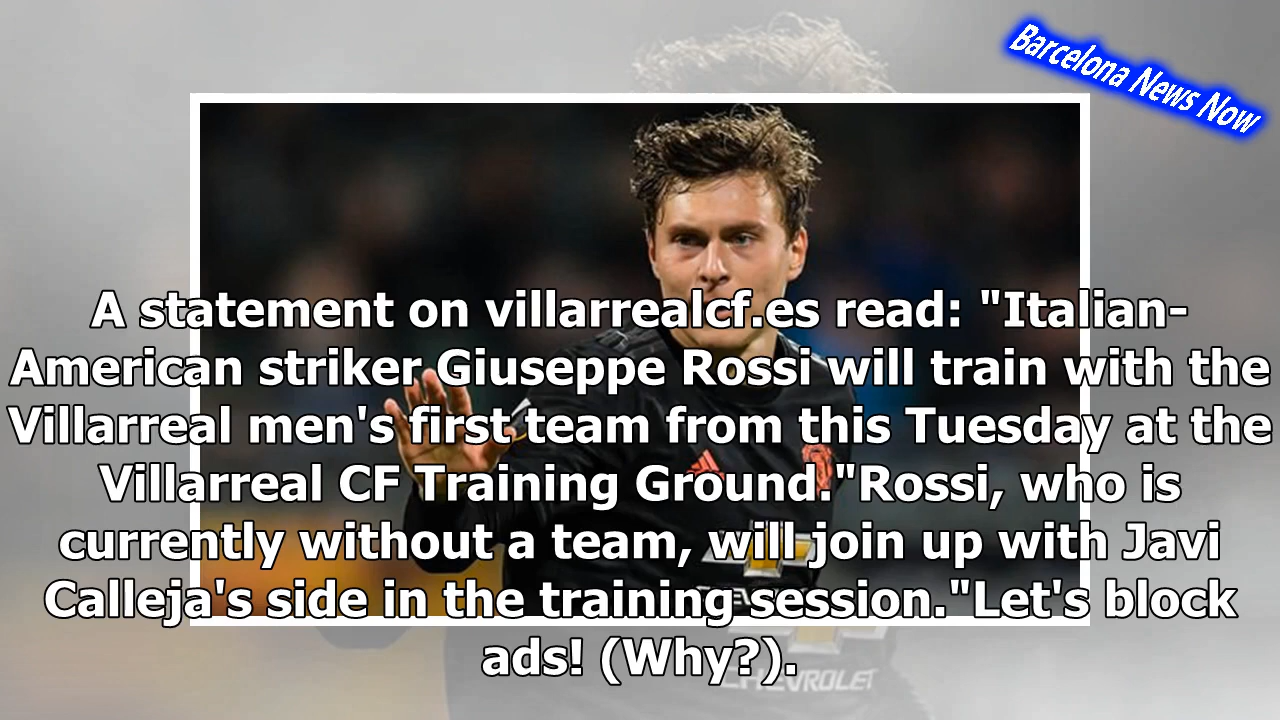 Barcelona News Now
A statement on villarrealcf.es read: "Italian-
American striker Giuseppe Rossi will train with the
Villarreal men's first team from this Tuesday at the
Villarreal CF Training Ground."Rossi, who is
currently without a team, will join up with Javi
Calleja's side in the training session."Let's block
ads! (Why?).
CHEVROLET